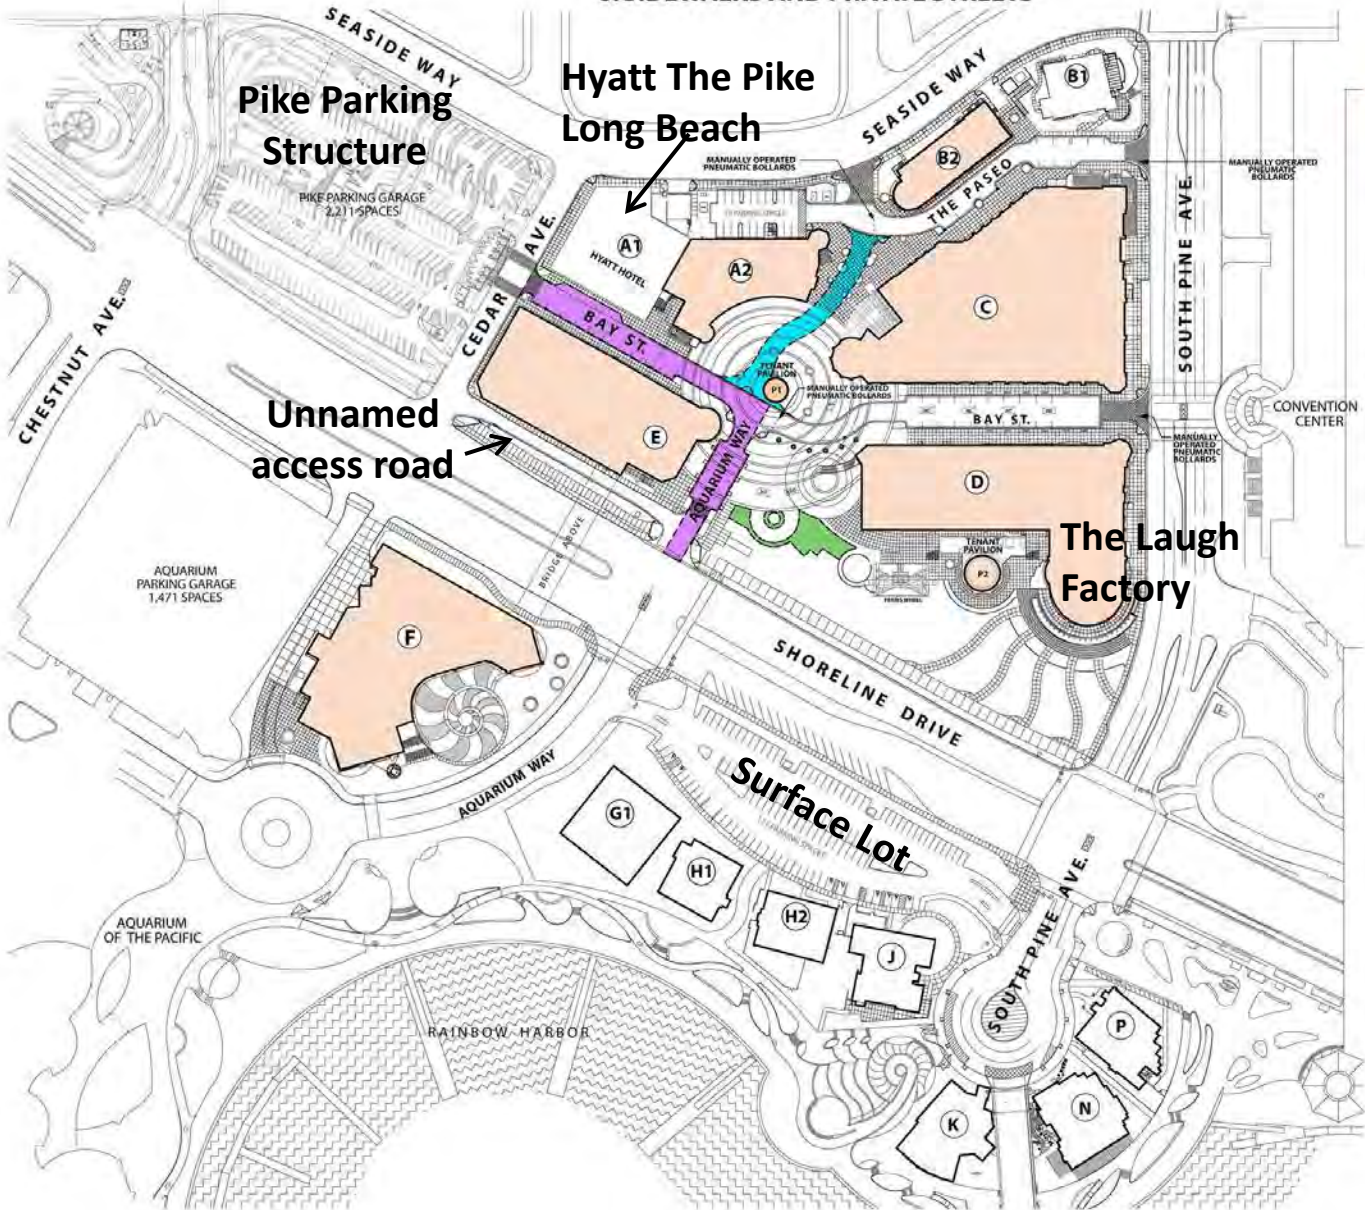 SEASIDE WAY
Hyatt The Pike
Long Beach
SEASIDE WAY
B1
Pike Parking
Structure
PIKE PARKING GARAGE
2,211 SPACES
MANUALLY OPERATED
PNEUMATIC BOLLARDS
B2
THE PASEO
MANUALLY OPERATED
PNEUMATIC
BOLLARDS
CEDAR AVE.
A1
HYATT HOTEL
A2
C
SOUTH PINE AVE.
CHESTNUT AVE.
BAY ST.
TENANT
PAVILION
P1
MANUALLY OPERATED
PNEUMATIC BOLLARDS
BAY ST.
CONVENTION
CENTER
MANUALLY
OPERATED
PNEUMATIC
BOLLARDS
Unnamed
access road
E
AQUARIUM WAY
D
The Laugh
Factory
TENANT
PAVILION
P2
BRIDGE ABOVE
AQUARIUM
PARKING GARAGE
1,471 SPACES
F
SHORELINE DRIVE
AQUARIUM WAY
Surface Lot
G1
H1
H2
J
SOUTH PINE AVE.
AQUARIUM
OF THE PACIFIC
RAINBOW HARBOR
P
N
K